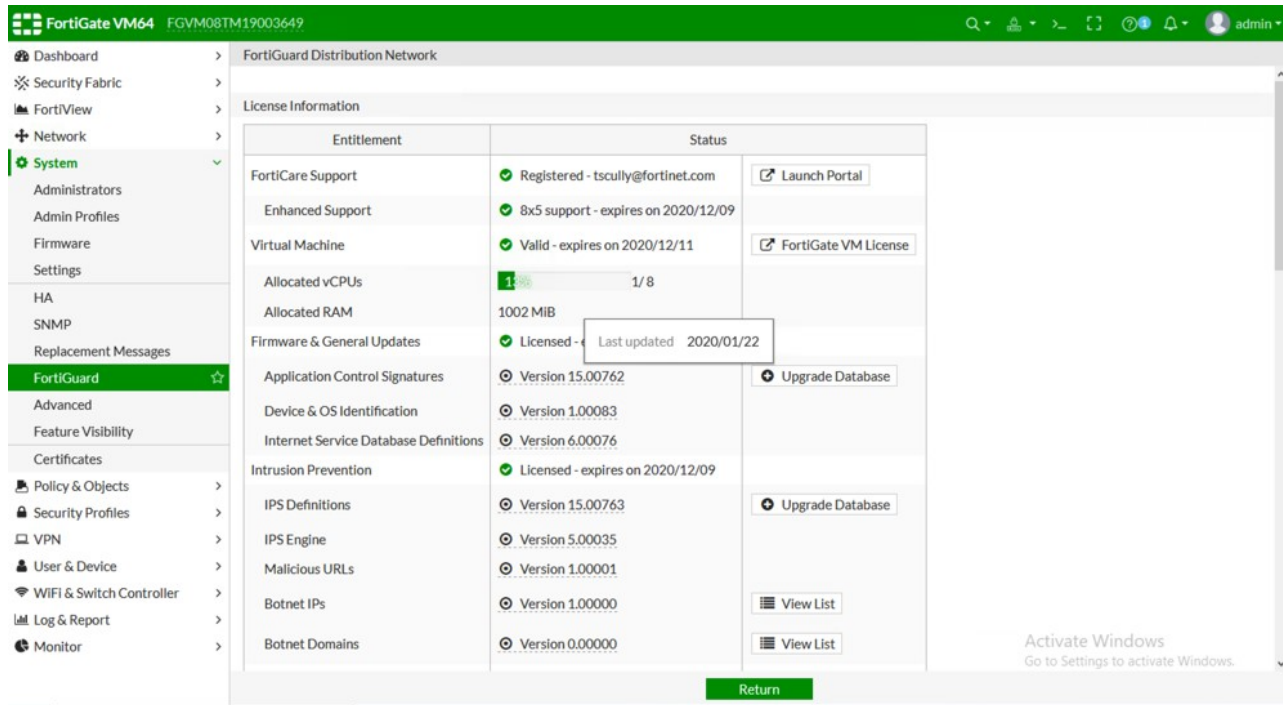 FortiGate VM64 FGVM08TM19003649
admin
Dashboard
Security Fabric
FortiView
Network
System
Administrators
Admin Profiles
Firmware
Settings
HA
SNMP
Replacement Messages
FortiGuard
Advanced
Feature Visibility
Certificates
Policy & Objects
Security Profiles
VPN
User & Device
WiFi & Switch Controller
Log & Report
Monitor
FortiGuard Distribution Network
License Information
Entitlement Status
FortiCare Support Registered - tscully@fortinet.com Launch Portal
Enhanced Support 8x5 support - expires on 2020/12/09
Virtual Machine Valid - expires on 2020/12/11 FortiGate VM License
Allocated vCPUs 1/ 8
Allocated RAM 1002 MiB
Last updated 2020/01/22
Firmware & General Updates Licensed -
Application Control Signatures Version 15.00762 Upgrade Database
Device & OS Identification Version 1.00083
Internet Service Database Definitions Version 6.00076
Intrusion Prevention Licensed - expires on 2020/12/09
IPS Definitions Version 15.00763 Upgrade Database
IPS Engine Version 5.00035
Malicious URLs Version 1.00001
Botnet IPs Version 1.00000 View List
Botnet Domains Version 0.00000 View List
Activate Windows
Go to Settings to activate Windows.
Return